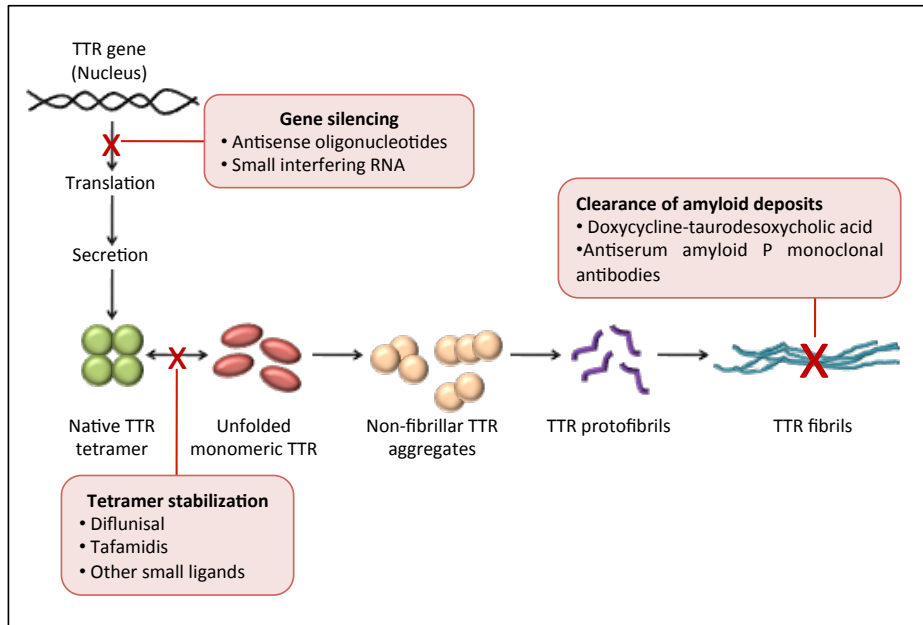 TTR gene
(Nucleus)
Gene silencing
• Antisense oligonucleotides
• Small interfering RNA
Translation
Clearance of amyloid deposits
• Doxycycline-taurodesoxycholic acid
•Antiserum amyloid P monoclonal
antibodies
Secretion
X
X
X
Native TTR
tetramer
Unfolded
monomeric TTR
Non-fibrillar TTR
aggregates
TTR protofibrils
TTR fibrils
Tetramer stabilization
• Diflunisal
• Tafamidis
• Other small ligands